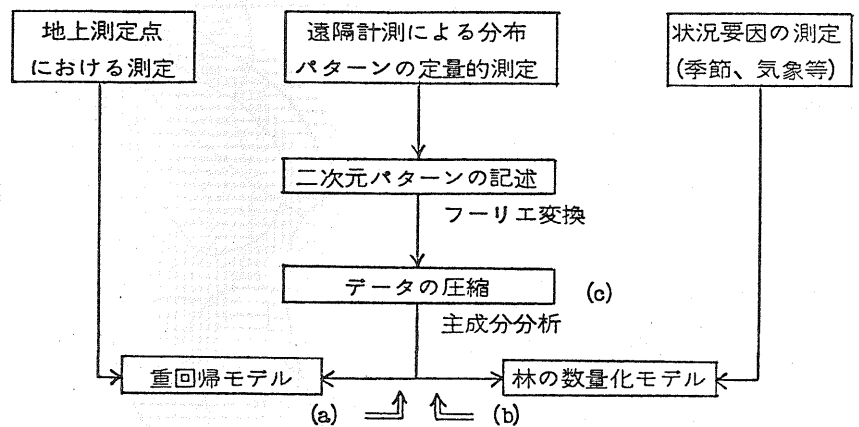 地上測定点
における測定
遠隔計測による分布
パターンの定量的測定
状況要因の測定
(季節、気象等)
二次元パターンの記述
フーリエ変換
データの圧縮
(c)
主成分分析
重回帰モデル
林の数量化モデル
(a)
(b)